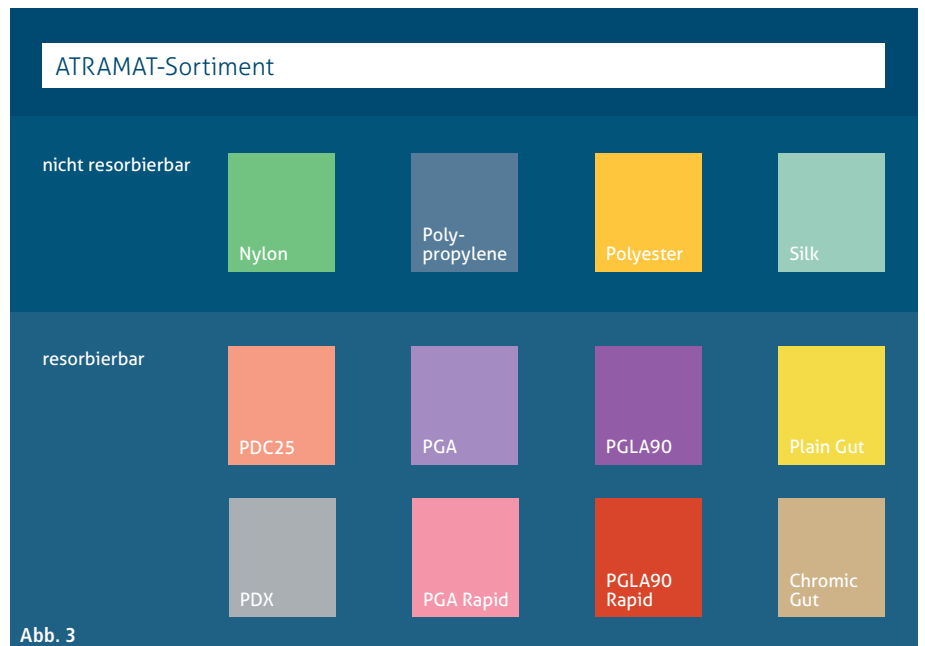 ATRAMAT-Sortiment
nicht resorbierbar
Nylon
Poly-
propylene
Polyester
Silk
resorbierbar
PDC25
PGA
PGLA90
Plain Gut
PDX
PGA Rapid
PGLA90
Rapid
Chromic
Gut
Abb. 3